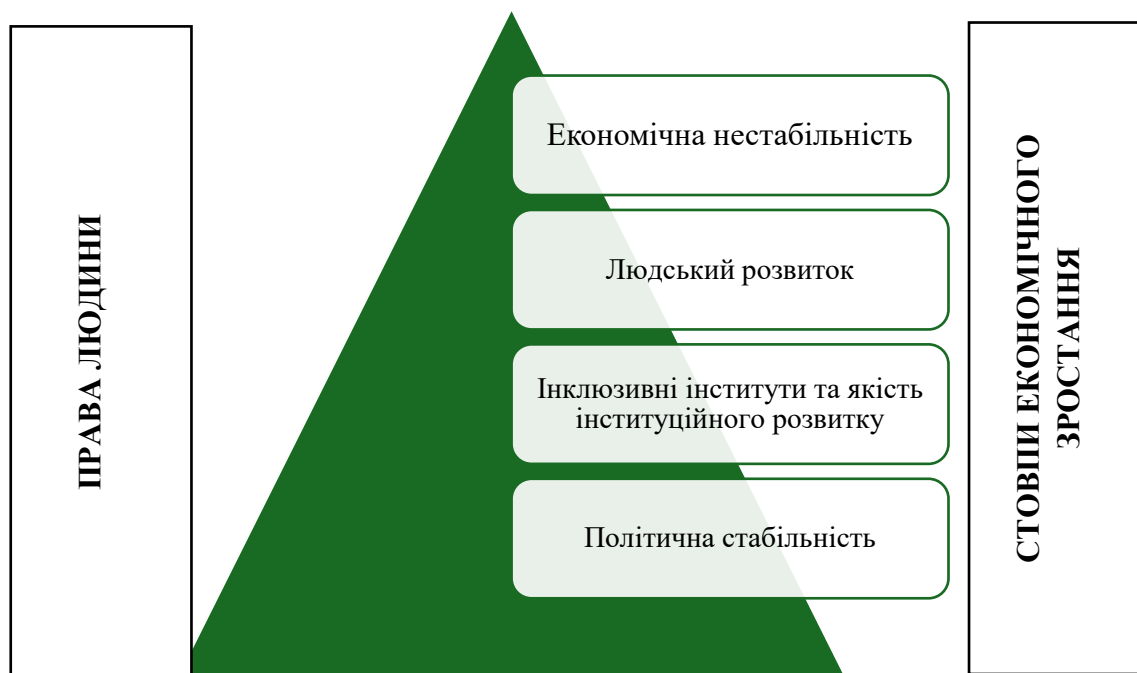 ПРАВА ЛЮДИНИ
Економічна нестабільність
Людський розвиток
Інклюзивні інститути та якість
інституційного розвитку
Політична стабільність
СТОВПИ ЕКОНОМІЧНОГО
ЗРОСТАННЯ